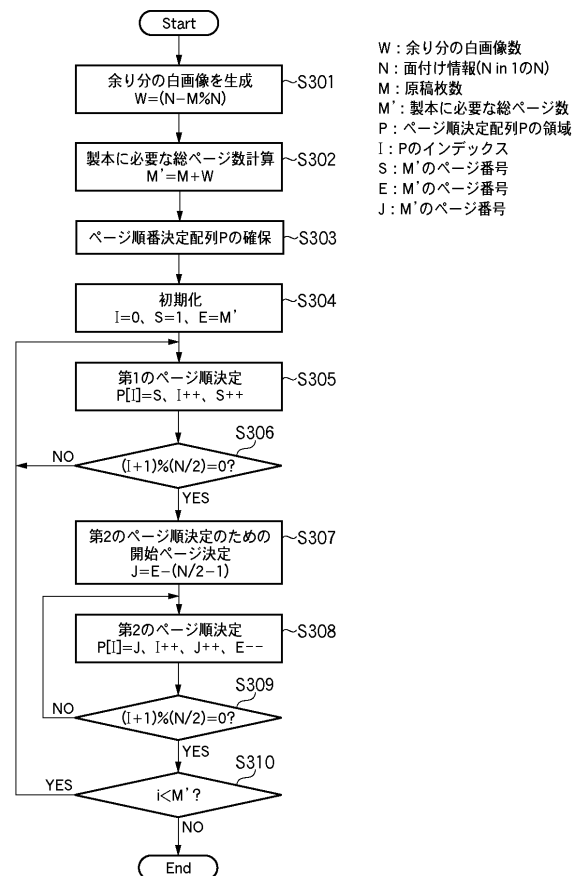 Start
余り分の白画像を生成
W=(N-M%N)
S301
製本に必要な総ページ数計算
M'=M+W
S302
ページ順番決定配列Pの確保
S303
初期化
I=0、S=1、E=M'
S304
第1のページ順決定
P[I]=S、I++、S++
S305
S306
(I+1)%(N/2)=0?
NO
YES
第2のページ順決定のための
開始ページ決定
J=E-(N/2-1)
S307
第2のページ順決定
P[I]=J、I++、J++、E--
S308
S309
(I+1)%(N/2)=0?
NO
YES
S310
i<M'?
YES
NO
End
W:余り分の白画像数
N:面付け情報(N in 1のN)
M:原稿枚数
M':製本に必要な総ページ数
P:ページ順決定配列Pの領域
I:Pのインデックス
S:M'のページ番号
E:M'のページ番号
J:M'のページ番号